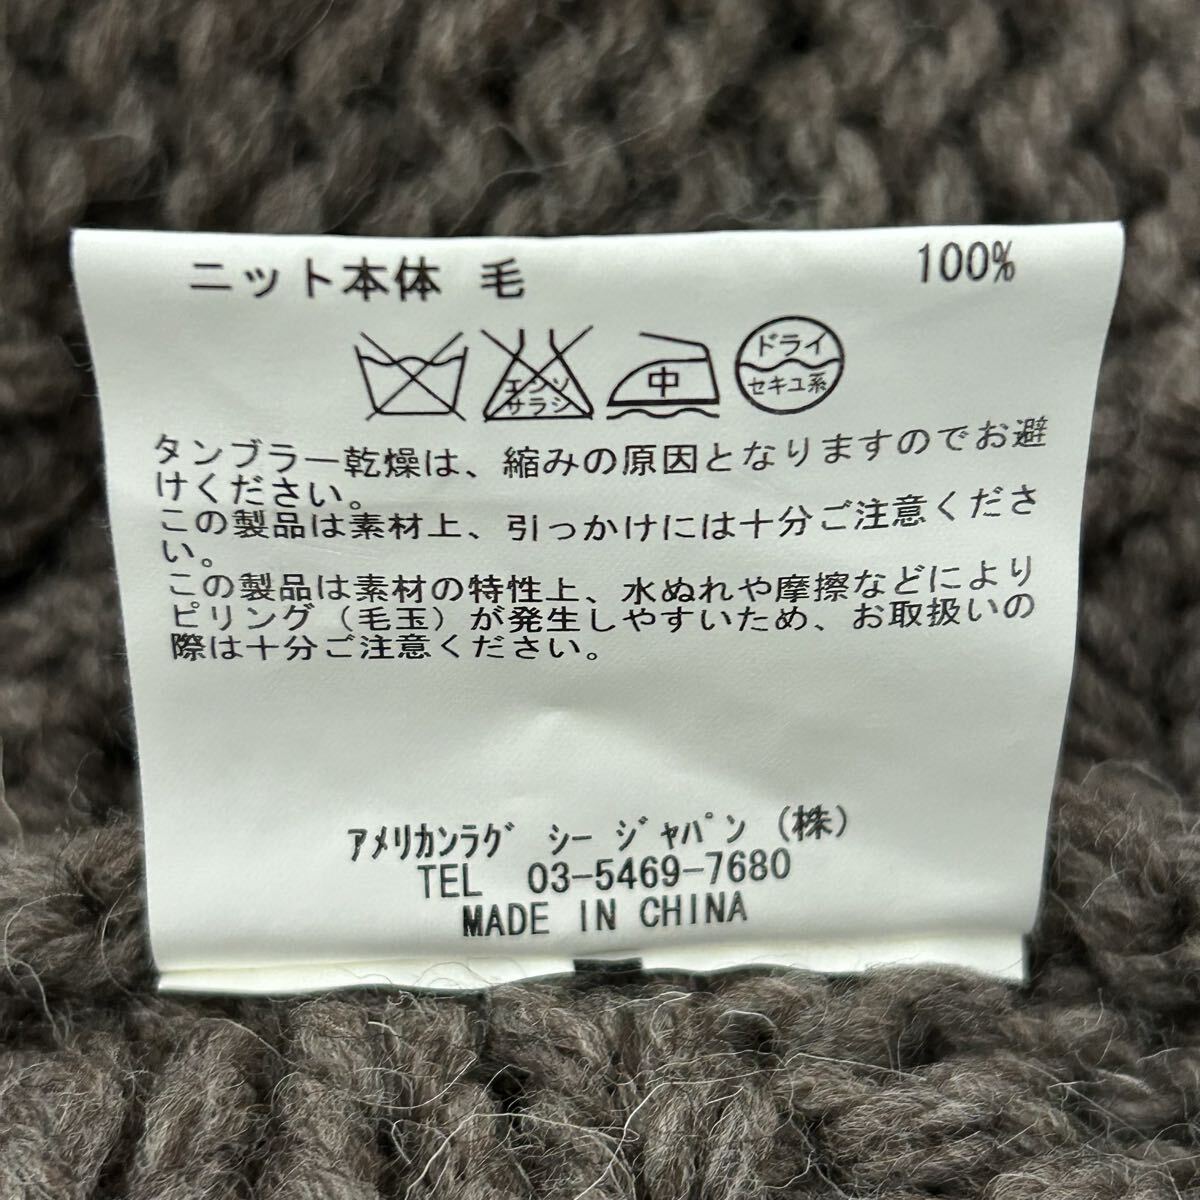 ニット本体 毛 100%
エンソ
サラシ
中
ドライ
セキユ系
タンブラー乾燥は、縮みの原因となりますのでお避
けください。
この製品は素材上、引っかけには十分ご注意くださ
い。
この製品は素材の特性上、水ぬれや摩擦などにより
ピリング（毛玉）が発生しやすいため、お取扱いの
際は十分ご注意ください。
ｱﾒﾘｶﾝﾗｸﾞ ｼｰ ｼﾞｬﾊﾟﾝ（株）
TEL 03-5469-7680
MADE IN CHINA